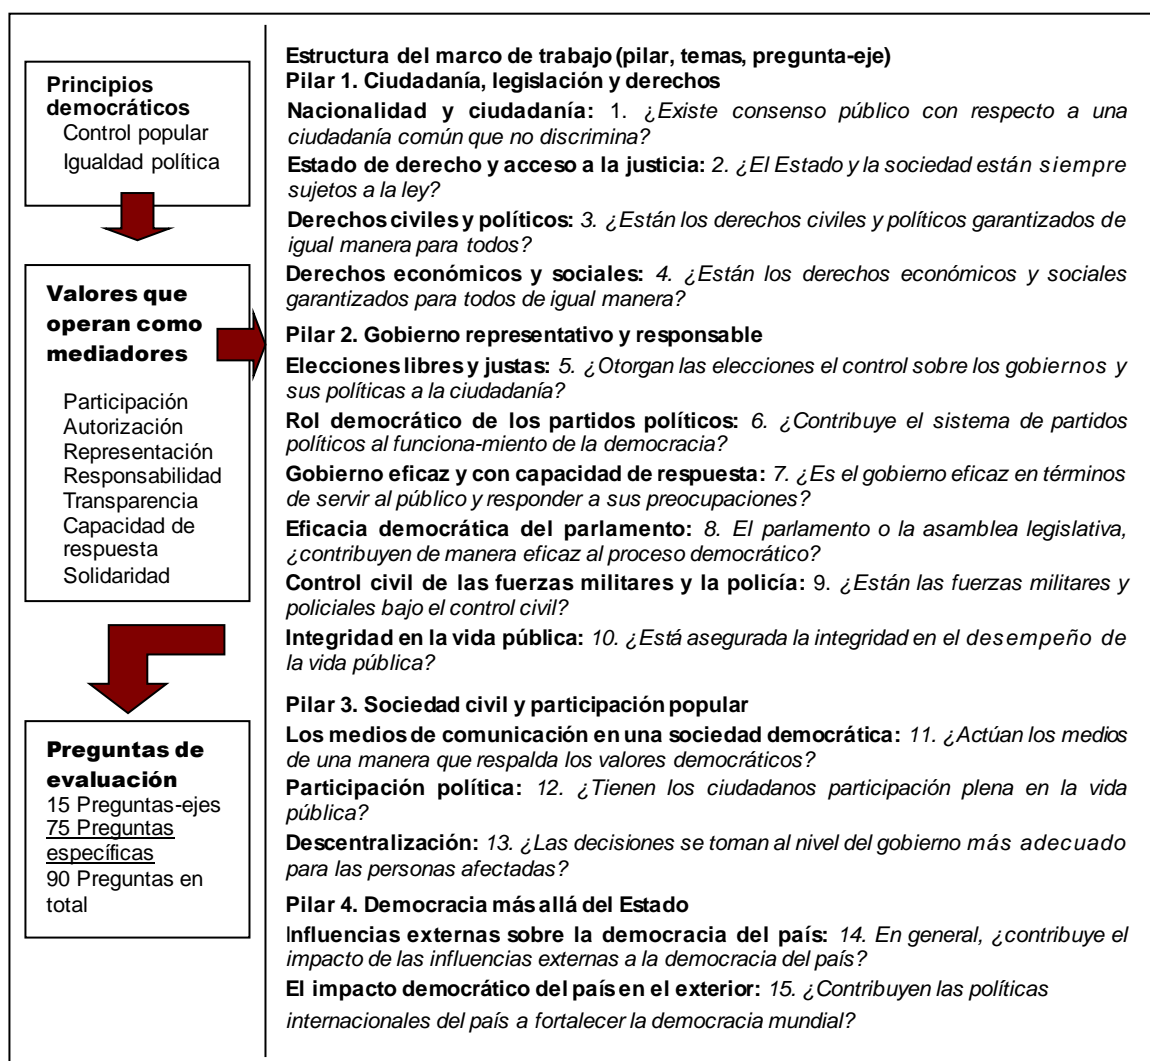 Principios
democráticos
Control popular
Igualdad política
Valores que
operan como
mediadores
Participación
Autorización
Representación
Responsabilidad
Transparencia
Capacidad de
respuesta
Solidaridad
Preguntas de
evaluación
15 Preguntas-ejes
75 Preguntas
específicas
90 Preguntas en
total
Estructura del marco de trabajo (pilar, temas, pregunta-eje)
Pilar 1. Ciudadanía, legislación y derechos
Nacionalidad y ciudadanía: 1. ¿Existe consenso público con respecto a una
ciudadanía común que no discrimina?
Estado de derecho y acceso a la justicia: 2. ¿El Estado y la sociedad están siempre
sujetos a la ley?
Derechos civiles y políticos: 3. ¿Están los derechos civiles y políticos garantizados de
igual manera para todos?
Derechos económicos y sociales: 4. ¿Están los derechos económicos y sociales
garantizados para todos de igual manera?
Pilar 2. Gobierno representativo y responsable
Elecciones libres y justas: 5. ¿Otorgan las elecciones el control sobre los gobiernos y
sus políticas a la ciudadanía?
Rol democrático de los partidos políticos: 6. ¿Contribuye el sistema de partidos
políticos al funciona-miento de la democracia?
Gobierno eficaz y con capacidad de respuesta: 7. ¿Es el gobierno eficaz en términos
de servir al público y responder a sus preocupaciones?
Eficacia democrática del parlamento: 8. El parlamento o la asamblea legislativa,
¿contribuyen de manera eficaz al proceso democrático?
Control civil de las fuerzas militares y la policía: 9. ¿Están las fuerzas militares y
policiales bajo el control civil?
Integridad en la vida pública: 10. ¿Está asegurada la integridad en el desempeño de
la vida pública?
Pilar 3. Sociedad civil y participación popular
Los medios de comunicación en una sociedad democrática: 11. ¿Actúan los medios
de una manera que respalda los valores democráticos?
Participación política: 12. ¿Tienen los ciudadanos participación plena en la vida
pública?
Descentralización: 13. ¿Las decisiones se toman al nivel del gobierno más adecuado
para las personas afectadas?
Pilar 4. Democracia más allá del Estado
Influencias externas sobre la democracia del país: 14. En general, ¿contribuye el
impacto de las influencias externas a la democracia del país?
El impacto democrático del país en el exterior: 15. ¿Contribuyen las políticas
internacionales del país a fortalecer la democracia mundial?